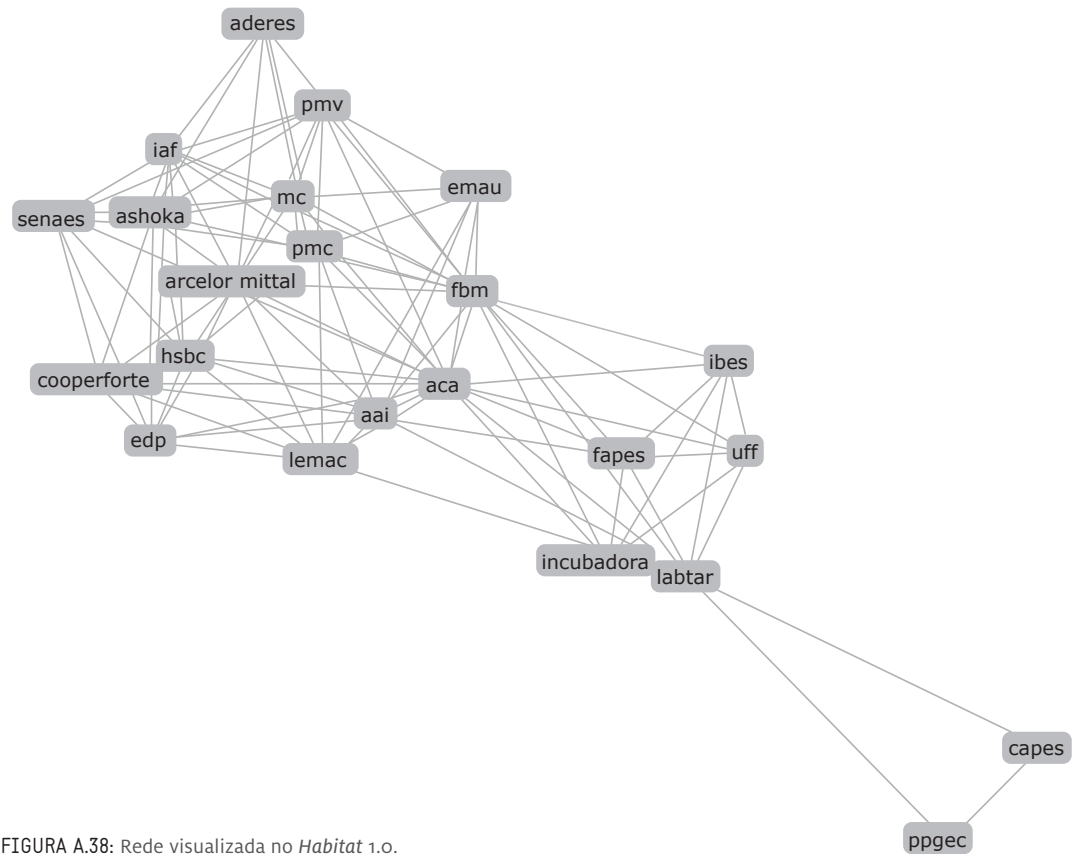 aderes
pmv
iaf
mc
emau
senaes
ashoka
pmc
arcelor mittal
fbm
hsbc
ibes
cooperforte
aca
aai
edp
lemac
fapes
uff
incubadora
labtar
capes
ppgec
FIGURA A.38: Rede visualizada no Habitat 1.0.